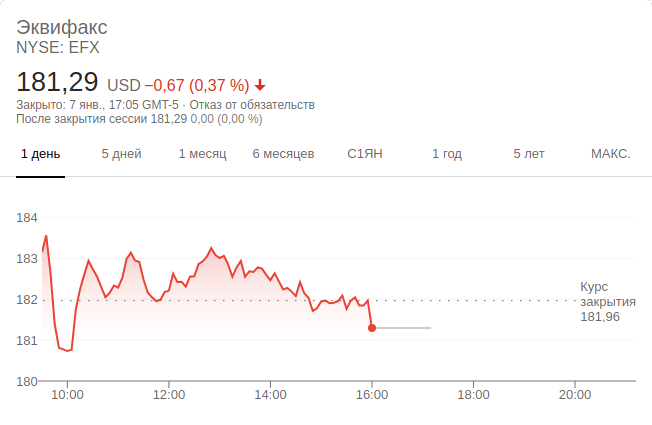 Эквифакс
NYSE: EFX
181,29 USD −0,67 (0,37 %)
Закрыто: 7 янв., 17:05 GMT-5 · Отказ от обязательств
После закрытия сессии 181,29 0,00 (0,00 %)
1 день 5 дней 1 месяц 6 месяцев С1ЯН 1 год 5 лет МАКС.
184
183
182
181
180
Курс
закрытия
181,96
10:00 12:00 14:00 16:00 18:00 20:00